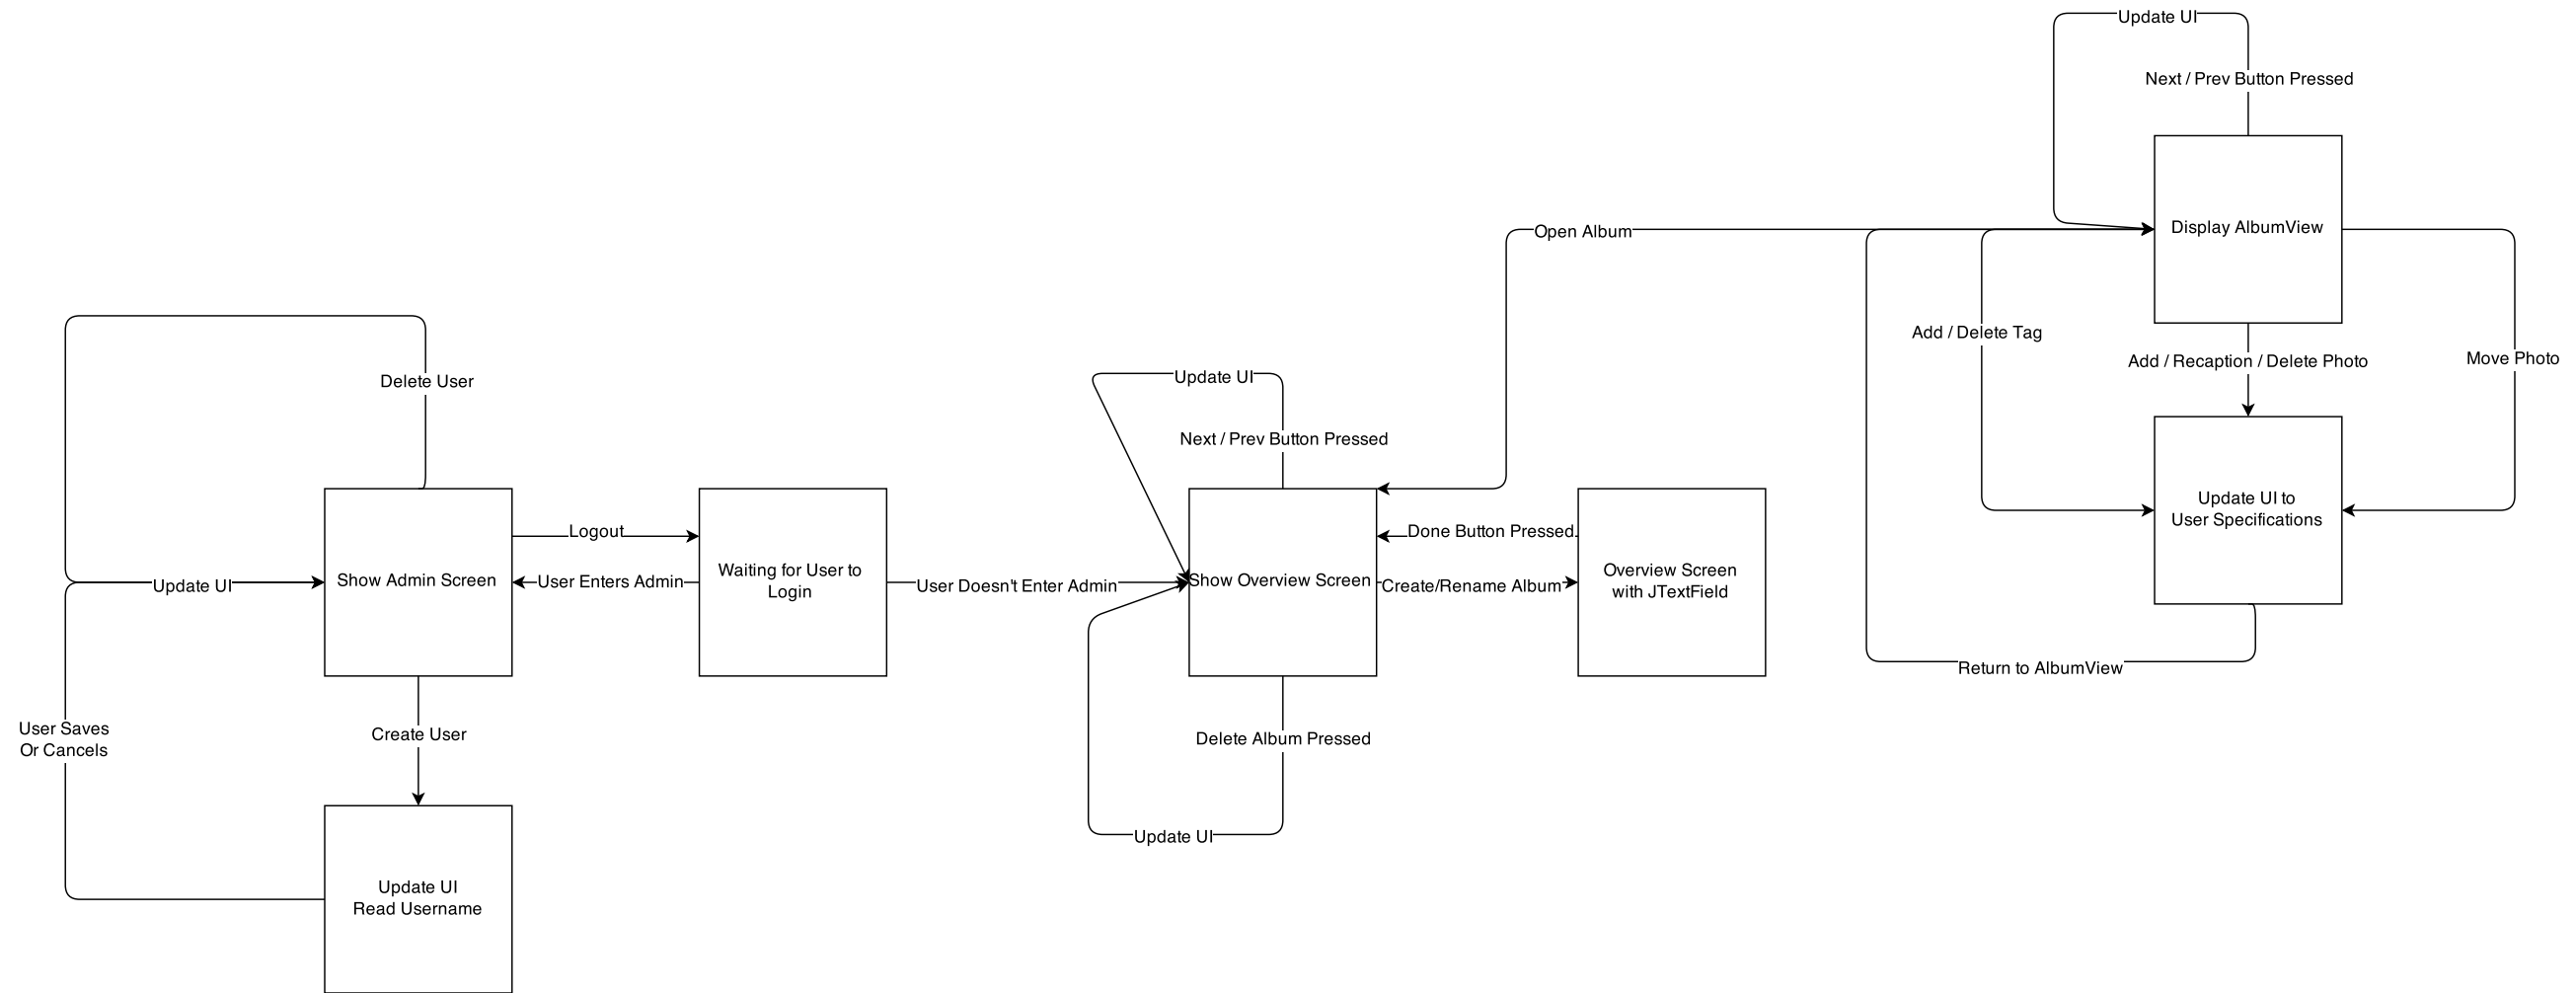 Update UI
Next / Prev Button Pressed
Display AlbumView
Open Album
Add / Delete Tag
Add / Recaption / Delete Photo
Move Photo
Update UI to
User Specifications
Return to AlbumView
Delete User
Update UI
Show Admin Screen
Logout
User Enters Admin
Waiting for User to
Login
User Doesn't Enter Admin
Update UI
Next / Prev Button Pressed
Show Overview Screen
Done Button Pressed
Create/Rename Album
Overview Screen
with JTextField
Delete Album Pressed
Update UI
User Saves
Or Cancels
Create User
Update UI
Read Username